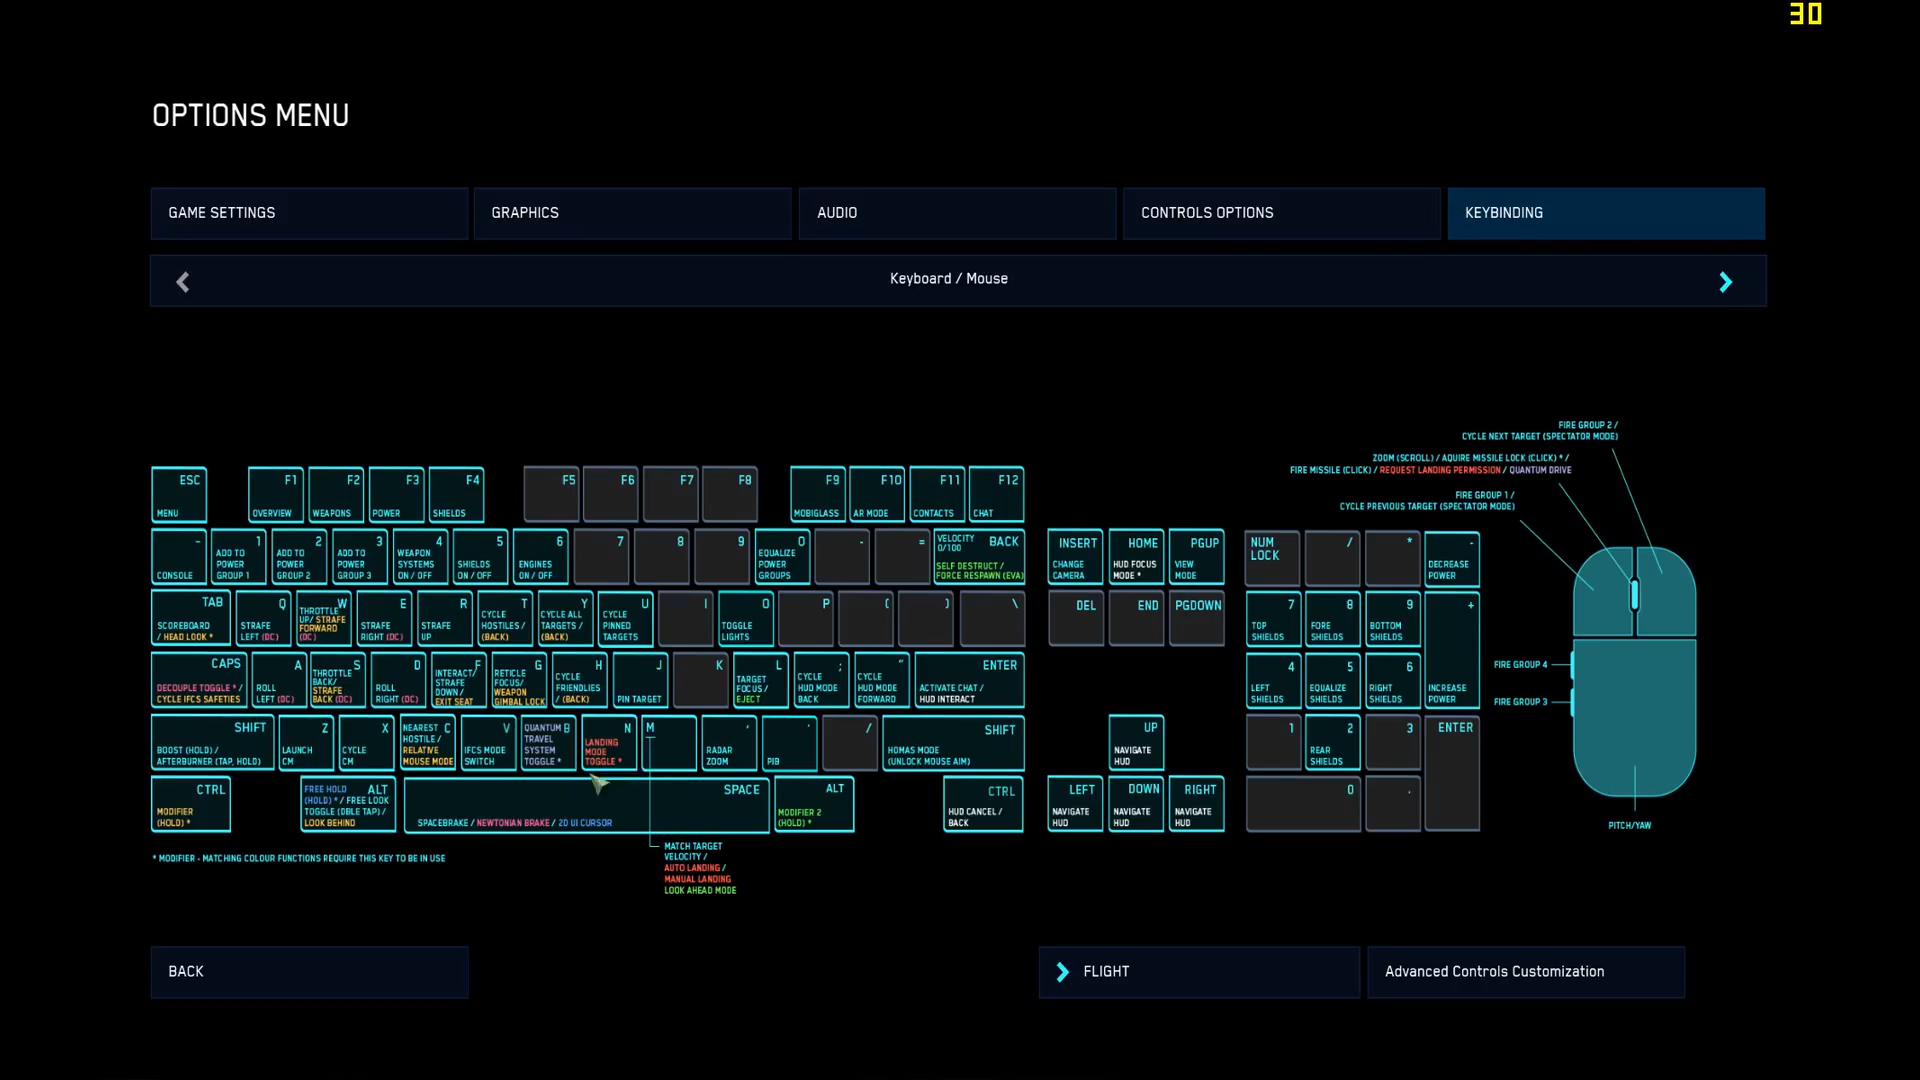 30
OPTIONS MENU
GAME SETTINGS
GRAPHICS
AUDIO
CONTROLS OPTIONS
KEYBINDING
Keyboard / Mouse
FIRE GROUP 2 /
CYCLE NEXT TARGET (SPECTATOR MODE)
ZOOM (SCROLL) / AQUIRE MISSILE LOCK (CLICK) * /
FIRE MISSILE (CLICK) / REQUEST LANDING PERMISSION / QUANTUM DRIVE
FIRE GROUP 1 /
CYCLE PREVIOUS TARGET (SPECTATOR MODE)
ESC
MENU
F1
OVERVIEW
F2
WEAPONS
F3
POWER
F4
SHIELDS
F5
F6
F7
F8
F9
MOBIGLASS
F10
AR MODE
F11
CONTACTS
F12
CHAT
~
CONSOLE
1
ADD TO
POWER
GROUP 1
2
ADD TO
POWER
GROUP 2
3
ADD TO
POWER
GROUP 3
4
WEAPON
SYSTEMS
ON / OFF
5
SHIELDS
ON / OFF
6
ENGINES
ON / OFF
7
8
9
0
EQUALIZE
POWER
GROUPS
-
=
VELOCITY
0/100
BACK
SELF DESTRUCT /
FORCE RESPAWN (EVA)
INSERT
CHANGE
CAMERA
HOME
HUD FOCUS
MODE *
PGUP
VIEW
MODE
NUM
LOCK
/
*
-
DECREASE
POWER
TAB
SCOREBOARD
/ HEAD LOOK *
Q
STRAFE
LEFT (DC)
W
THROTTLE
UP/ STRAFE
FORWARD
(DC)
E
STRAFE
RIGHT (DC)
R
STRAFE
UP
T
CYCLE
HOSTILES /
(BACK)
Y
CYCLE ALL
TARGETS /
(BACK)
U
CYCLE
PINNED
TARGETS
I
O
TOGGLE
LIGHTS
P
[
]
\
DEL
END
PGDOWN
7
TOP
SHIELDS
8
FORE
SHIELDS
9
BOTTOM
SHIELDS
+
INCREASE
POWER
CAPS
DECOUPLE TOGGLE * /
CYCLE IFCS SAFETIES
A
ROLL
LEFT (DC)
S
THROTTLE
BACK/
STRAFE
BACK (DC)
D
ROLL
RIGHT (DC)
F
INTERACT/
STRAFE
DOWN /
EXIT SEAT
G
RETICLE
FOCUS/
WEAPON
GIMBAL LOCK
H
CYCLE
FRIENDLIES
/ (BACK)
J
PIN TARGET
K
L
TARGET
FOCUS /
EJECT
;
CYCLE
HUD MODE
BACK
"
CYCLE
HUD MODE
FORWARD
ENTER
ACTIVATE CHAT /
HUD INTERACT
4
LEFT
SHIELDS
5
EQUALIZE
SHIELDS
6
RIGHT
SHIELDS
FIRE GROUP 4
FIRE GROUP 3
SHIFT
BOOST (HOLD) /
AFTERBURNER (TAP, HOLD)
Z
LAUNCH
CM
X
CYCLE
CM
C
NEAREST
HOSTILE /
RELATIVE
MOUSE MODE
V
IFCS MODE
SWITCH
B
QUANTUM
TRAVEL
SYSTEM
TOGGLE *
N
LANDING
MODE
TOGGLE *
M
RADAR
ZOOM
PIB
/
SHIFT
HOMAS MODE
(UNLOCK MOUSE AIM)
UP
NAVIGATE
HUD
1
2
REAR
SHIELDS
3
ENTER
CTRL
MODIFIER
(HOLD) *
ALT
FREE HOLD
(HOLD) * / FREE LOOK
TOGGLE (DBLE TAP) /
LOOK BEHIND
SPACE
SPACEBRAKE / NEWTONIAN BRAKE / 2D UI CURSOR
ALT
MODIFIER 2
(HOLD) *
CTRL
HUD CANCEL /
BACK
LEFT
NAVIGATE
HUD
DOWN
NAVIGATE
HUD
RIGHT
NAVIGATE
HUD
0
.
PITCH/YAW
MATCH TARGET
VELOCITY /
AUTO LANDING /
MANUAL LANDING
LOOK AHEAD MODE
* MODIFIER - MATCHING COLOUR FUNCTIONS REQUIRE THIS KEY TO BE IN USE
BACK
FLIGHT
Advanced Controls Customization